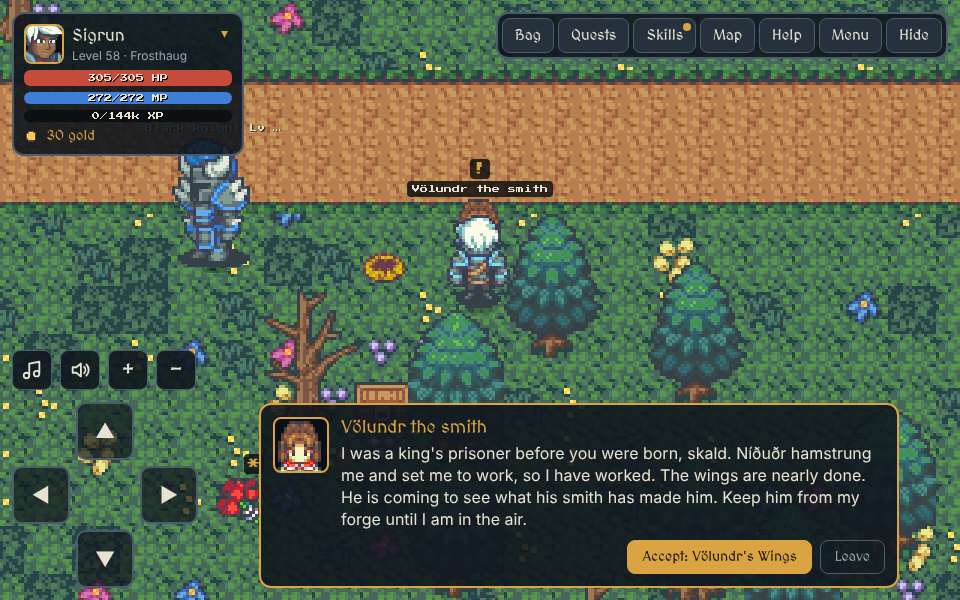 Sigrun
Level 58 · Frosthaug
305/305 HP
272/272 MP
0/144k XP
30 gold
Bag
Quests
Skills
Map
Help
Menu
Hide
Black Knight Lv …
!
Völundr the smith
Völundr the smith
I was a king's prisoner before you were born, skald. Níðuðr hamstrung
me and set me to work, so I have worked. The wings are nearly done.
He is coming to see what his smith has made him. Keep him from my
forge until I am in the air.
Accept: Völundr's Wings
Leave